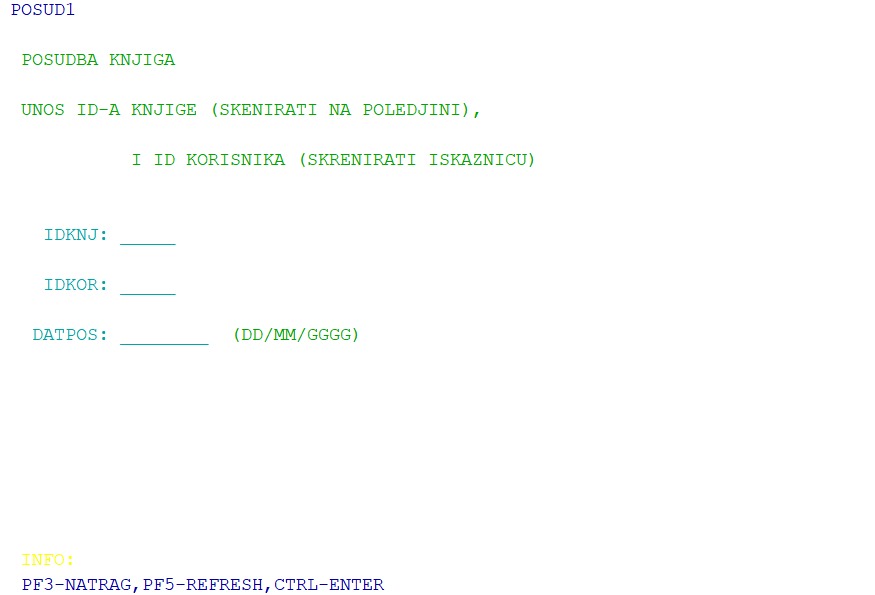 POSUD1
POSUDBA KNJIGA
UNOS ID-A KNJIGE (SKENIRATI NA POLEDJINI),
I ID KORISNIKA (SKRENIRATI ISKAZNICU)
IDKNJ: _____
IDKOR: _____
DATPOS: ________ (DD/MM/GGGG)
INFO:
PF3-NATRAG,PF5-REFRESH,CTRL-ENTER